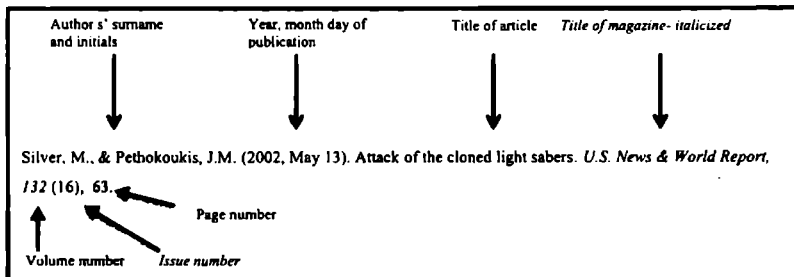 Author s' surname and initials
Year, month day of publication
Title of article
Title of magazine- italicized
Silver, M., & Pethokoukis, J.M. (2002, May 13). Attack of the cloned light sabers. U.S. News & World Report,
132 (16), 63.
Page number
Volume number
Issue number